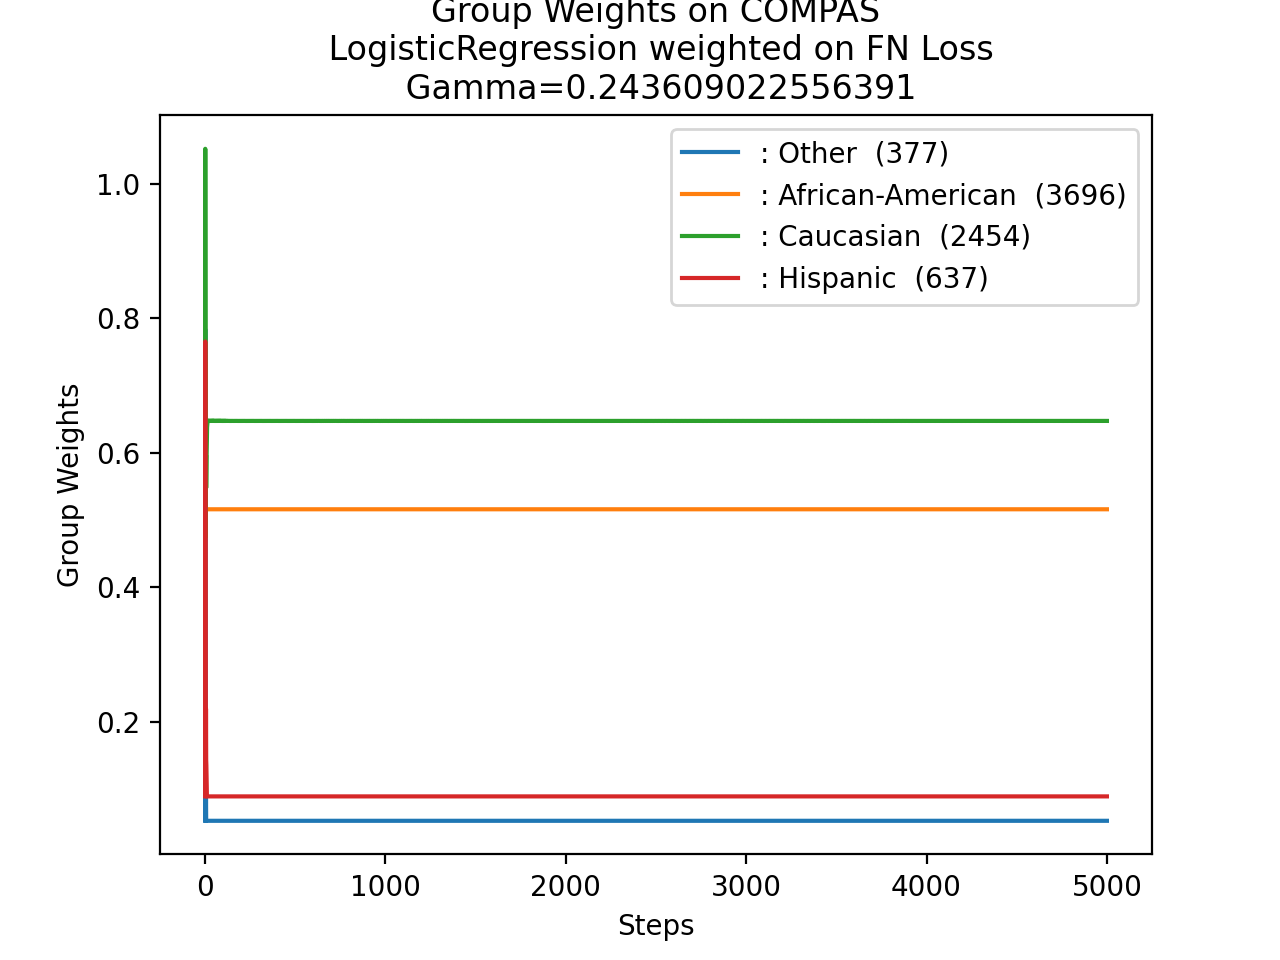 Group Weights on COMPAS
LogisticRegression weighted on FN Loss
Gamma=0.243609022556391
: Other (377)
: African-American (3696)
: Caucasian (2454)
: Hispanic (637)
1.0
0.8
0.6
0.4
0.2
Group Weights
0 1000 2000 3000 4000 5000
Steps